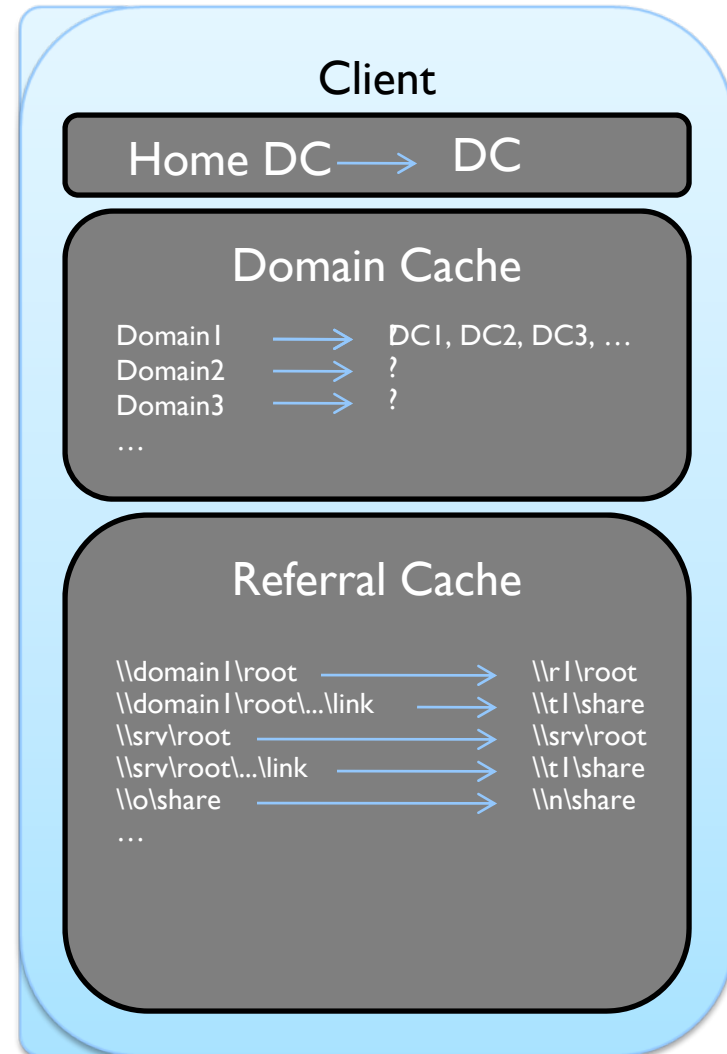 Client
Home DC → DC
Domain Cache
Domain1 → DC1, DC2, DC3, …
Domain2 → ?
Domain3 → ?
…
Referral Cache
\\domain1\root → \\r1\root
\\domain1\root\...\link → \\t1\share
\\srv\root → \\srv\root
\\srv\root\...\link → \\t1\share
\\o\share → \\n\share
…